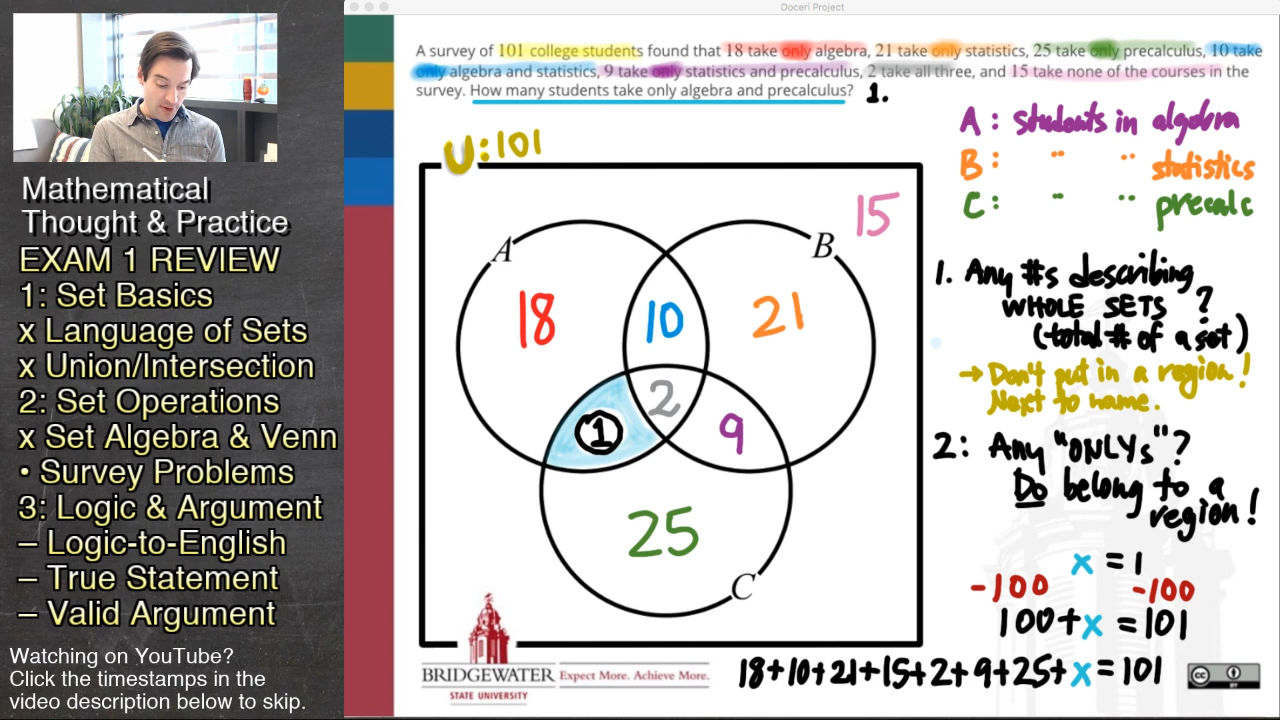 Doceri Project
A survey of 101 college students found that 18 take only algebra, 21 take only statistics, 25 take only precalculus, 10 take
only algebra and statistics, 9 take only statistics and precalculus, 2 take all three, and 15 take none of the courses in the
survey. How many students take only algebra and precalculus? 1.
Mathematical
Thought & Practice
EXAM 1 REVIEW
1: Set Basics
x Language of Sets
x Union/Intersection
2: Set Operations
x Set Algebra & Venn
• Survey Problems
3: Logic & Argument
– Logic-to-English
– True Statement
– Valid Argument
Watching on YouTube?
Click the timestamps in the
video description below to skip.
U:101
A
B
15
18
10
21
2
1
9
25
C
A: students in algebra
B: " " statistics
C: " " precalc
1. Any #s describing
WHOLE SETS ?
(total # of a set)
→ Don't put in a region!
Next to name.
2: Any "ONLYs"?
Do belong to a
region!
x = 1
-100 -100
100+x = 101
18+10+21+15+2+9+25+x=101
BRIDGEWATER
STATE UNIVERSITY
Expect More. Achieve More.
cc
BY